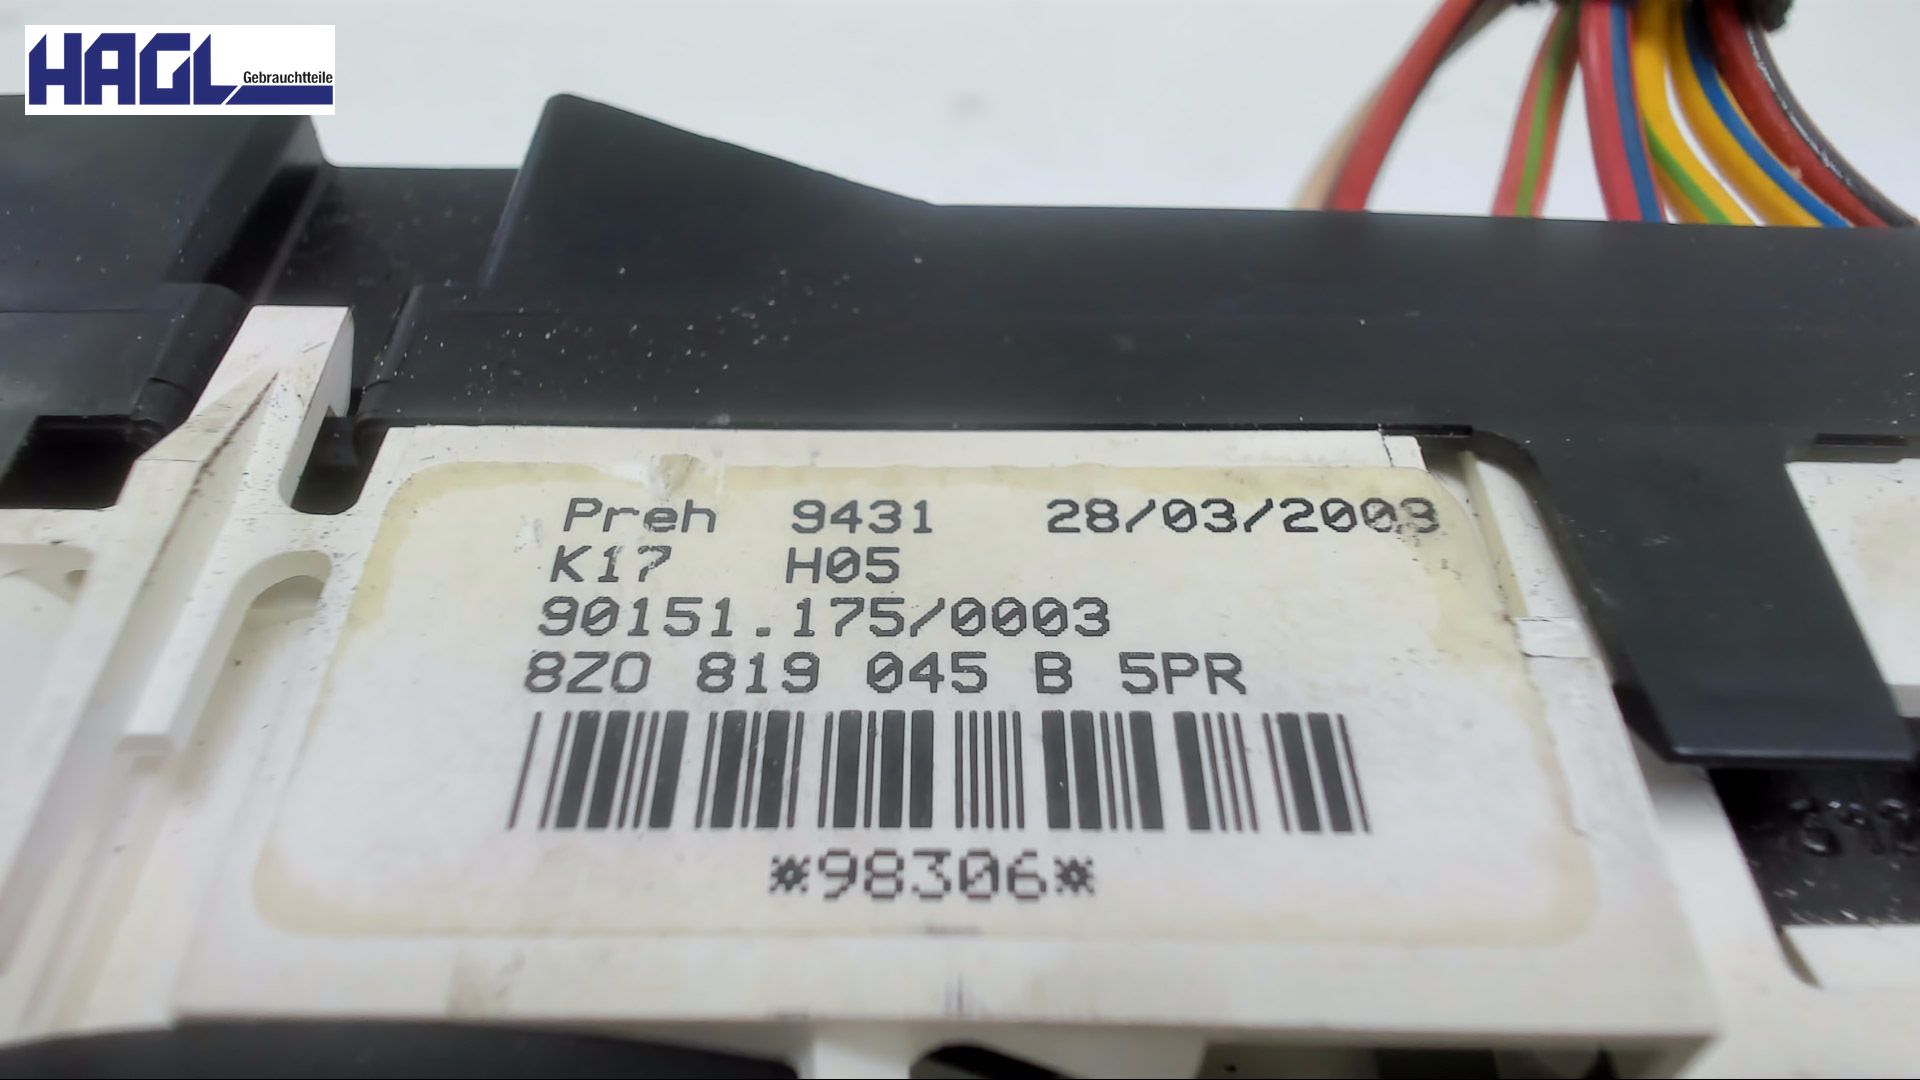 HAGL
Gebrauchtteile
Preh 9431 28/03/2003
K17 H05
90151.175/0003
8Z0 819 045 B 5PR
*98306*